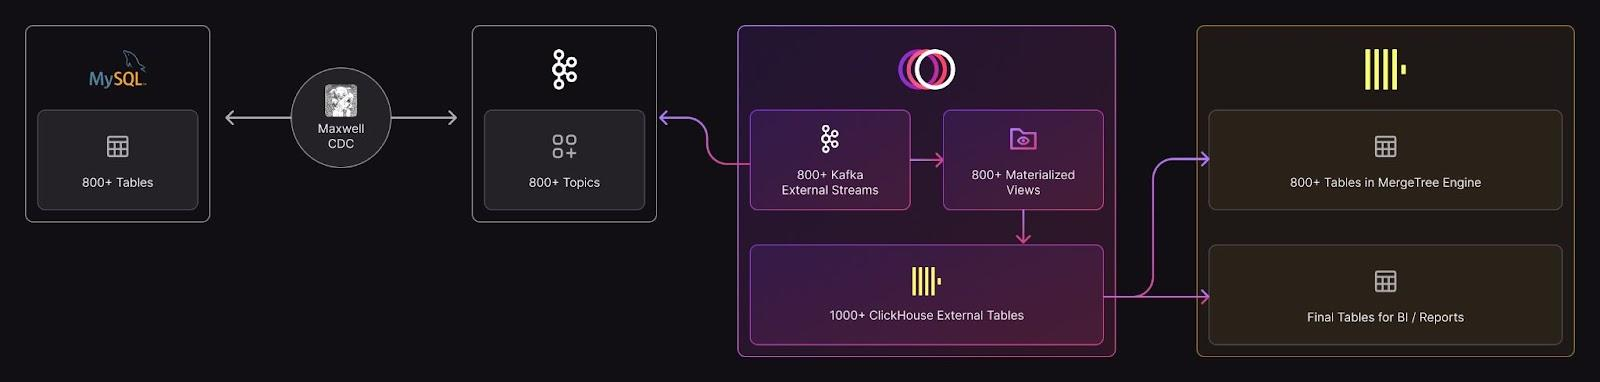 MySQL
800+ Tables
Maxwell
CDC
800+ Topics
800+ Kafka
External Streams
800+ Materialized
Views
1000+ ClickHouse External Tables
800+ Tables in MergeTree Engine
Final Tables for BI / Reports